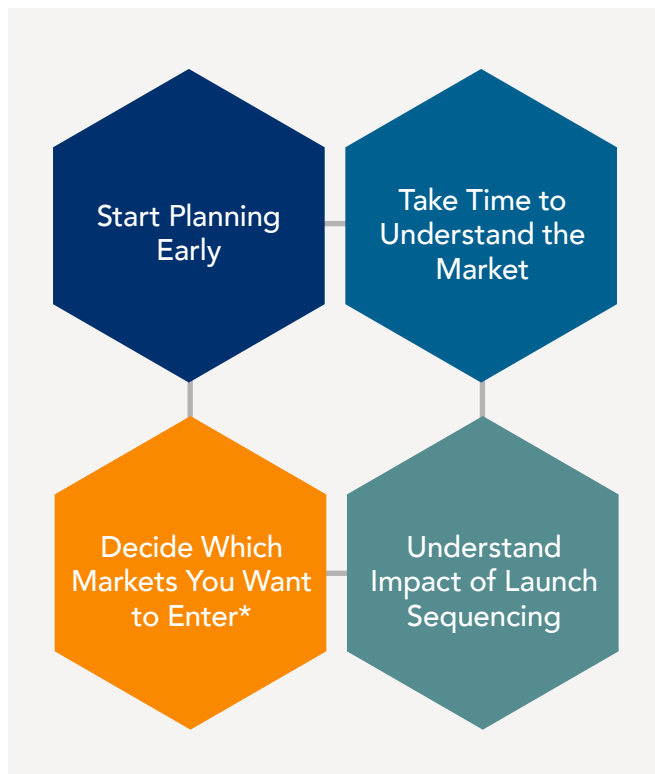 Start Planning
Early
Take Time to
Understand the
Market
Decide Which
Markets You Want
to Enter*
Understand
Impact of Launch
Sequencing